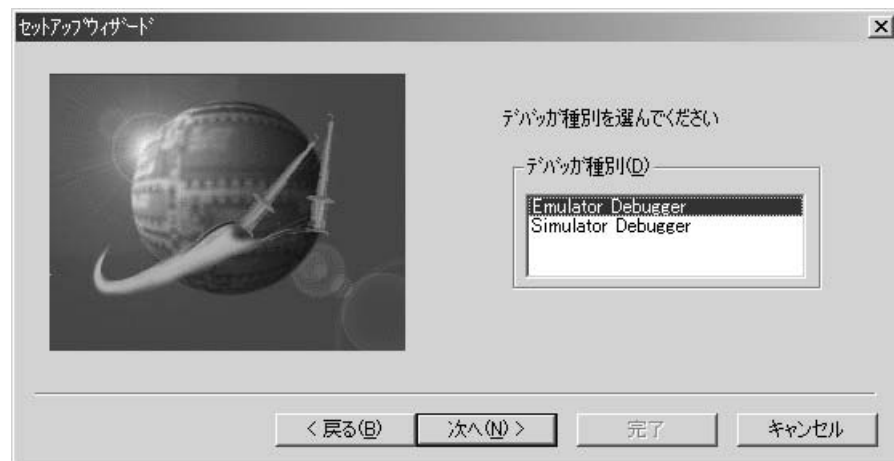 セットアップウィザード
デバッガ種別を選んでください
デバッガ種別(D)
Emulator Debugger
Simulator Debugger
< 戻る(B)
次へ(N) >
完了
キャンセル